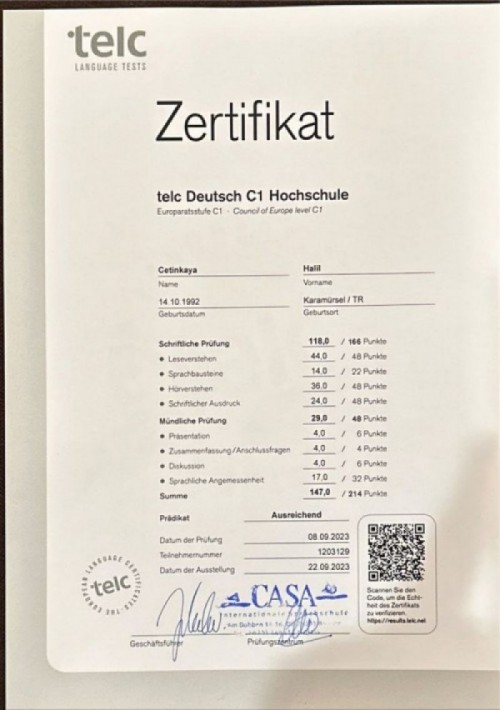 telc
LANGUAGE TESTS
Zertifikat
telc Deutsch C1 Hochschule
Europaratsstufe C1 · Council of Europe level C1
Cetinkaya Halil
Name Vorname
14.10.1992 Karamürsel / TR
Geburtsdatum Geburtsort
Schriftliche Prüfung 118,0 / 166 Punkte
• Leseverstehen 44,0 / 48 Punkte
• Sprachbausteine 14,0 / 22 Punkte
• Hörverstehen 36,0 / 48 Punkte
• Schriftlicher Ausdruck 24,0 / 48 Punkte
Mündliche Prüfung 29,0 / 48 Punkte
• Präsentation 4,0 / 6 Punkte
• Zusammenfassung/Anschlussfragen 4,0 / 4 Punkte
• Diskussion 4,0 / 6 Punkte
• Sprachliche Angemessenheit 17,0 / 32 Punkte
Summe 147,0 / 214 Punkte
Prädikat Ausreichend
Datum der Prüfung 08.09.2023
Teilnehmernummer 1203129
Datum der Ausstellung 22.09.2023
Scannen Sie den
Code, um die Echt-
heit des Zertifikats
zu verifizieren.
https://results.telc.net
telc
THE EUROPEAN LANGUAGE CERTIFICATES
CASA
Internationale
Geschäftsführer Prüfungszentrum